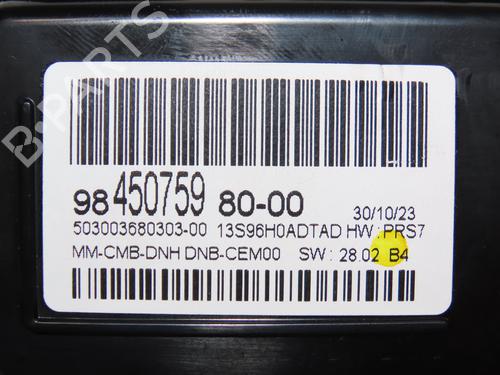 98 450759 80-00 30/10/23
503003680303-00 13S96H0ADTAD HW : PRS7
MM-CMB-DNH DNB-CEM00 SW : 28.02 B4
B-PARTS